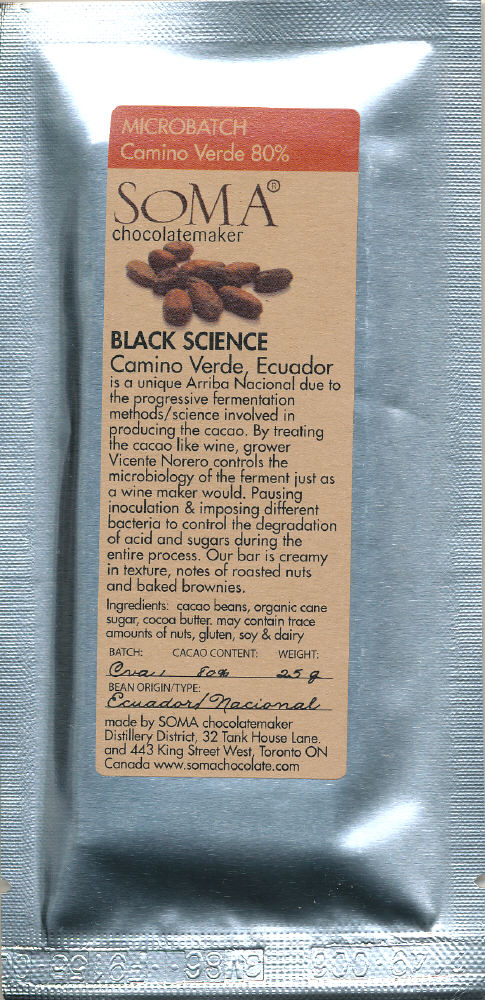 MICROBATCH
Camino Verde 80%
SOMA®
chocolatemaker
BLACK SCIENCE
Camino Verde, Ecuador
is a unique Arriba Nacional due to
the progressive fermentation
methods/science involved in
producing the cacao. By treating
the cacao like wine, grower
Vicente Norero controls the
microbiology of the ferment just as
a wine maker would. Pausing
inoculation & imposing different
bacteria to control the degradation
of acid and sugars during the
entire process. Our bar is creamy
in texture, notes of roasted nuts
and baked brownies.
Ingredients: cacao beans, organic cane
sugar, cocoa butter. may contain trace
amounts of nuts, gluten, soy & dairy
BATCH: CACAO CONTENT: WEIGHT:
80% 25 g
BEAN ORIGIN/TYPE:
Ecuador/Nacional
made by SOMA chocolatemaker
Distillery District, 32 Tank House Lane,
and 443 King Street West, Toronto ON
Canada www.somachocolate.com